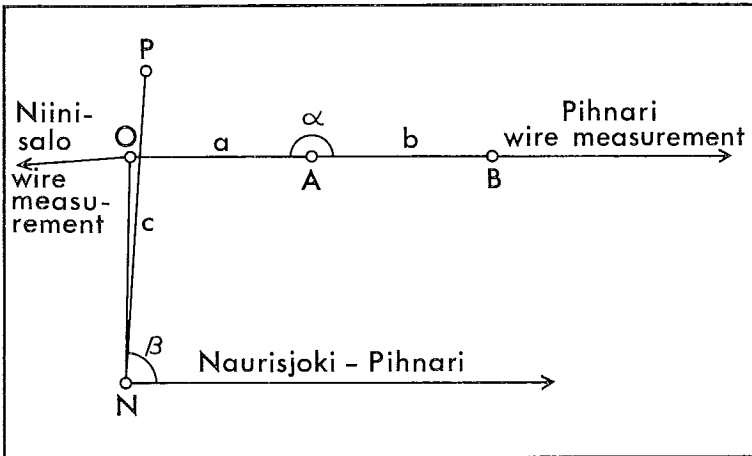 P
Niini-
salo
wire
measu-
rement
O
a
α
A
b
B
Pihnari
wire measurement
c
β
Naurisjoki – Pihnari
N